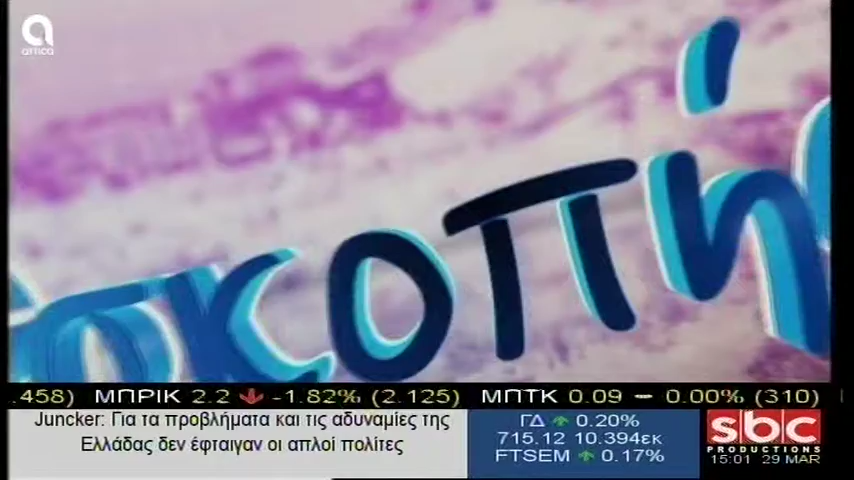 attica
σκοπή
.458) ΜΠΡΙΚ 2.2 -1.82% (2.125) ΜΠΤΚ 0.09 0.00% (310)
Juncker: Για τα προβλήματα και τις αδυναμίες της
Ελλάδας δεν έφταιγαν οι απλοί πολίτες
ΓΔ 0.20%
715.12 10.394εκ
FTSEM 0.17%
sbc
PRODUCTIONS
15:01 29 MAR